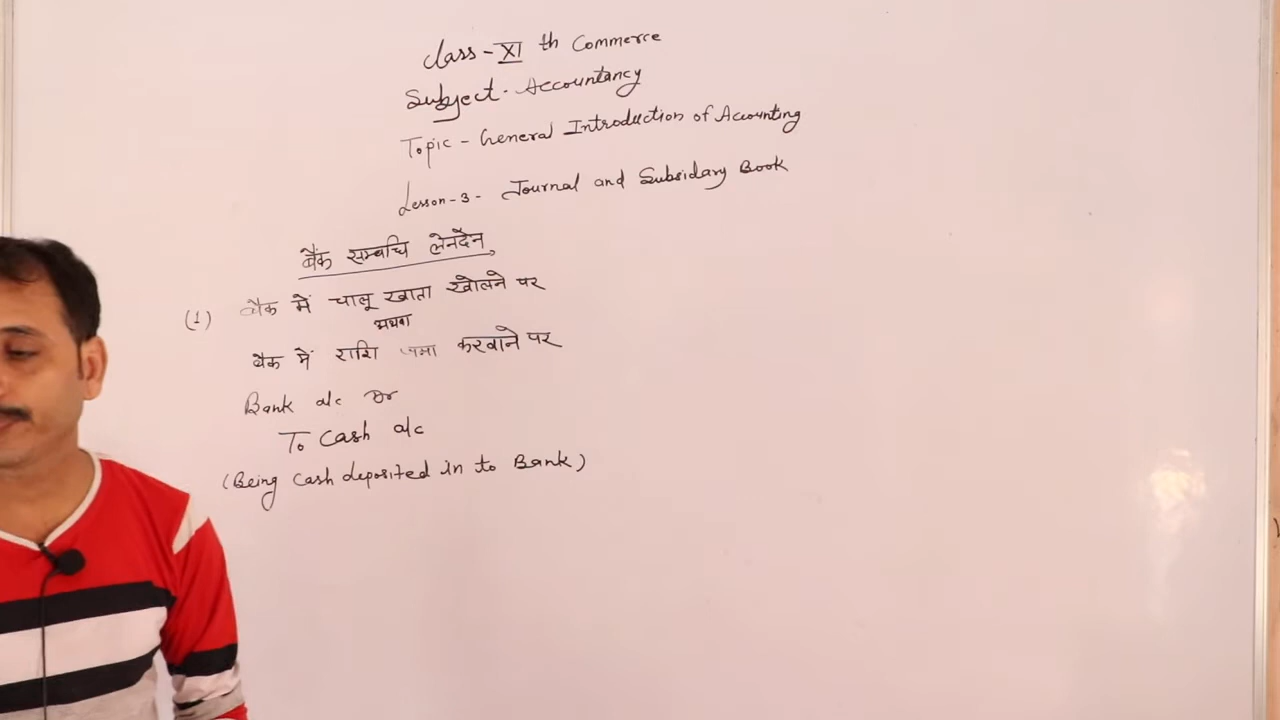 Class - XI th Commerce
Subject - Accountancy
Topic - General Introduction of Accounting
Lesson - 3 - Journal and Subsidary Book
बैंक सम्बधि लेनदेन
(1) बैंक में चालू खाता खोलने पर
अथवा
बैंक में राशि जमा करवाने पर
Bank a/c Dr
To Cash a/c
(Being Cash deposited in to Bank)